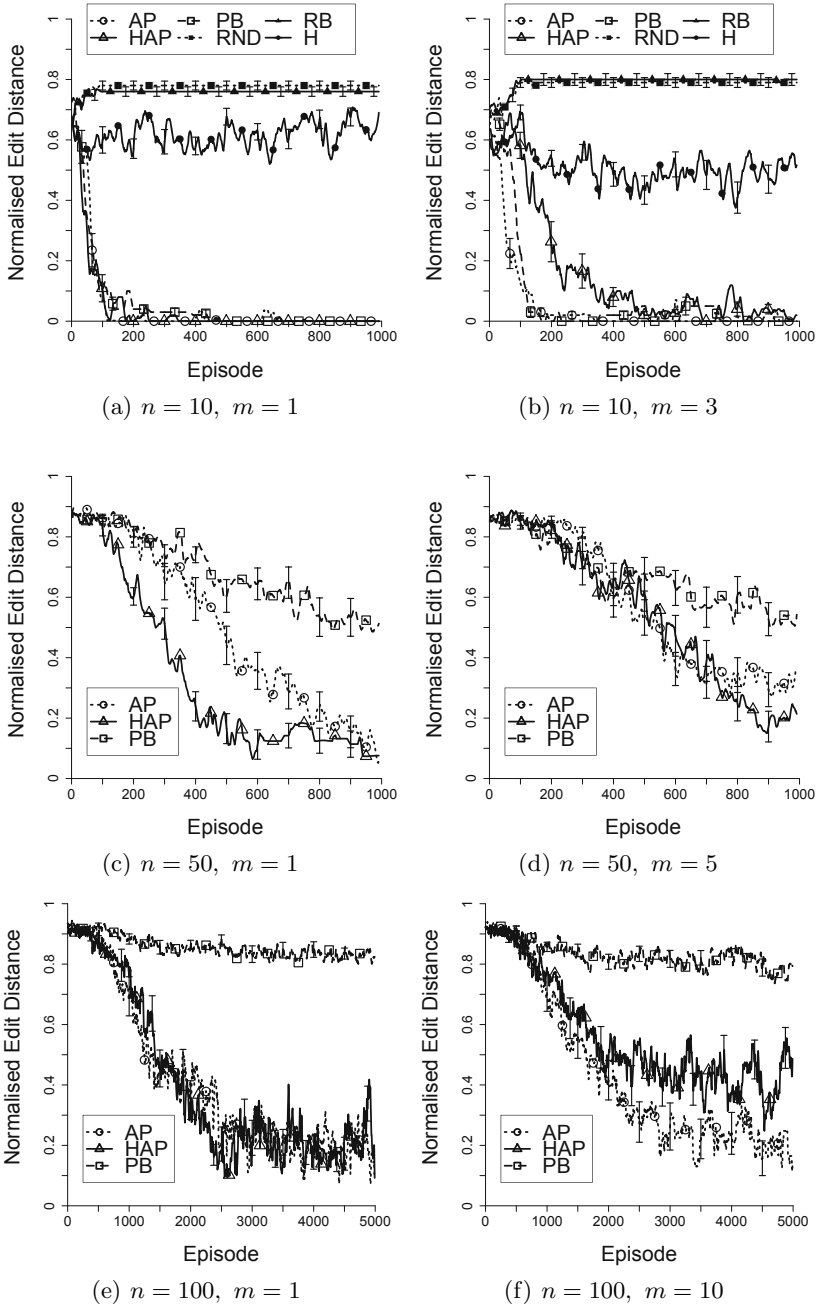 AP PB RB
HAP RND H
Normalised Edit Distance
0 0.2 0.4 0.6 0.8 1
0 200 400 600 800 1000
Episode
(a) n = 10, m = 1
AP PB RB
HAP RND H
Normalised Edit Distance
0 0.2 0.4 0.6 0.8 1
0 200 400 600 800 1000
Episode
(b) n = 10, m = 3
Normalised Edit Distance
0 0.2 0.4 0.6 0.8 1
AP
HAP
PB
0 200 400 600 800 1000
Episode
(c) n = 50, m = 1
Normalised Edit Distance
0 0.2 0.4 0.6 0.8 1
AP
HAP
PB
0 200 400 600 800 1000
Episode
(d) n = 50, m = 5
Normalised Edit Distance
0 0.2 0.4 0.6 0.8 1
AP
HAP
PB
0 1000 2000 3000 4000 5000
Episode
(e) n = 100, m = 1
Normalised Edit Distance
0 0.2 0.4 0.6 0.8 1
AP
HAP
PB
0 1000 2000 3000 4000 5000
Episode
(f) n = 100, m = 10